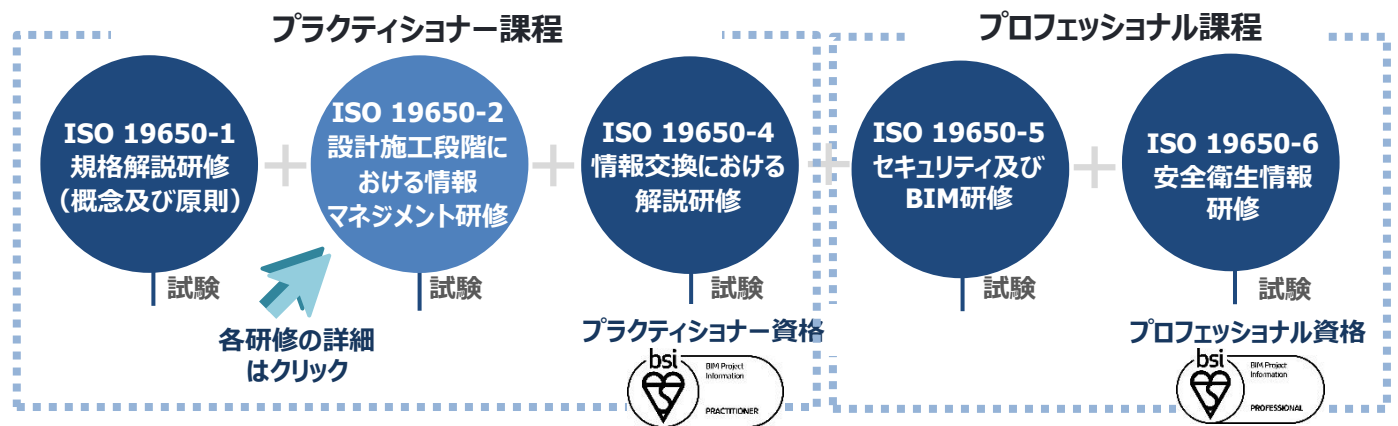 プラクティショナー課程
プロフェッショナル課程
ISO 19650-1
規格解説研修
（概念及び原則）
試験
ISO 19650-2
設計施工段階に
おける情報
マネジメント研修
試験
ISO 19650-4
情報交換における
解説研修
試験
ISO 19650-5
セキュリティ及び
BIM研修
試験
ISO 19650-6
安全衛生情報
研修
試験
各研修の詳細
はクリック
プラクティショナー資格
bsi
BIM Project
Information
PRACTITIONER
プロフェッショナル資格
bsi
BIM Project
Information
PROFESSIONAL